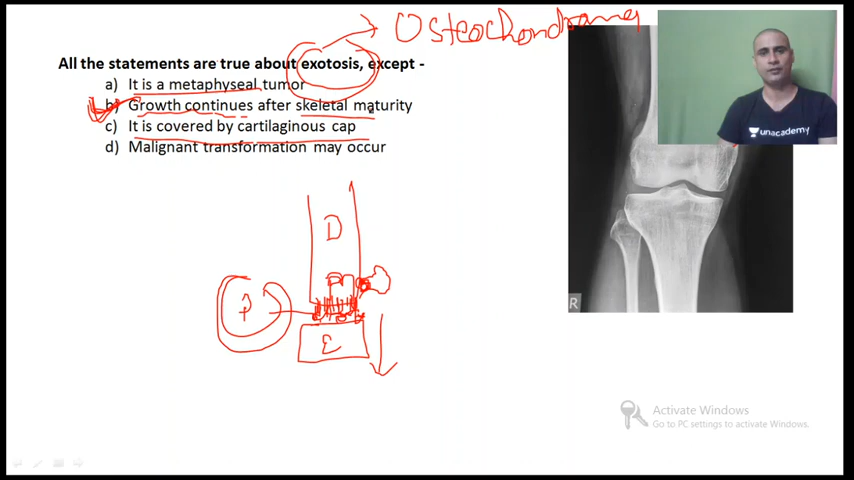 Osteochondroma
All the statements are true about exotosis, except -
a) It is a metaphyseal tumor
b) Growth continues after skeletal maturity
c) It is covered by cartilaginous cap
d) Malignant transformation may occur
unacademy
D
P
E
R
Activate Windows
Go to PC settings to activate Windows.